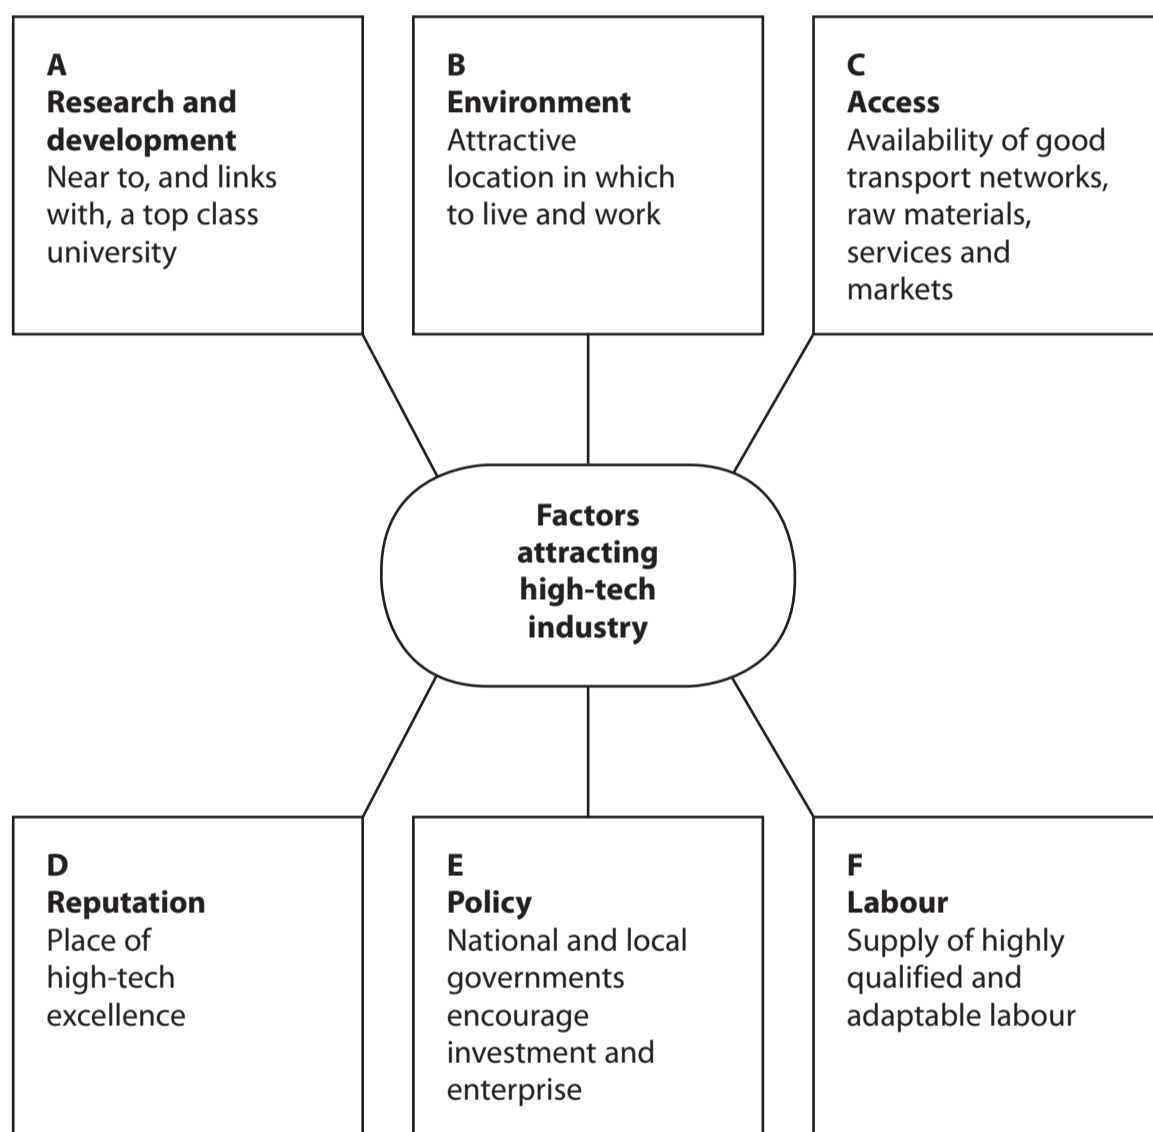 A
Research and
development
Near to, and links
with, a top class
university
B
Environment
Attractive
location in which
to live and work
C
Access
Availability of good
transport networks,
raw materials,
services and
markets
Factors
attracting
high-tech
industry
D
Reputation
Place of
high-tech
excellence
E
Policy
National and local
governments
encourage
investment and
enterprise
F
Labour
Supply of highly
qualified and
adaptable labour